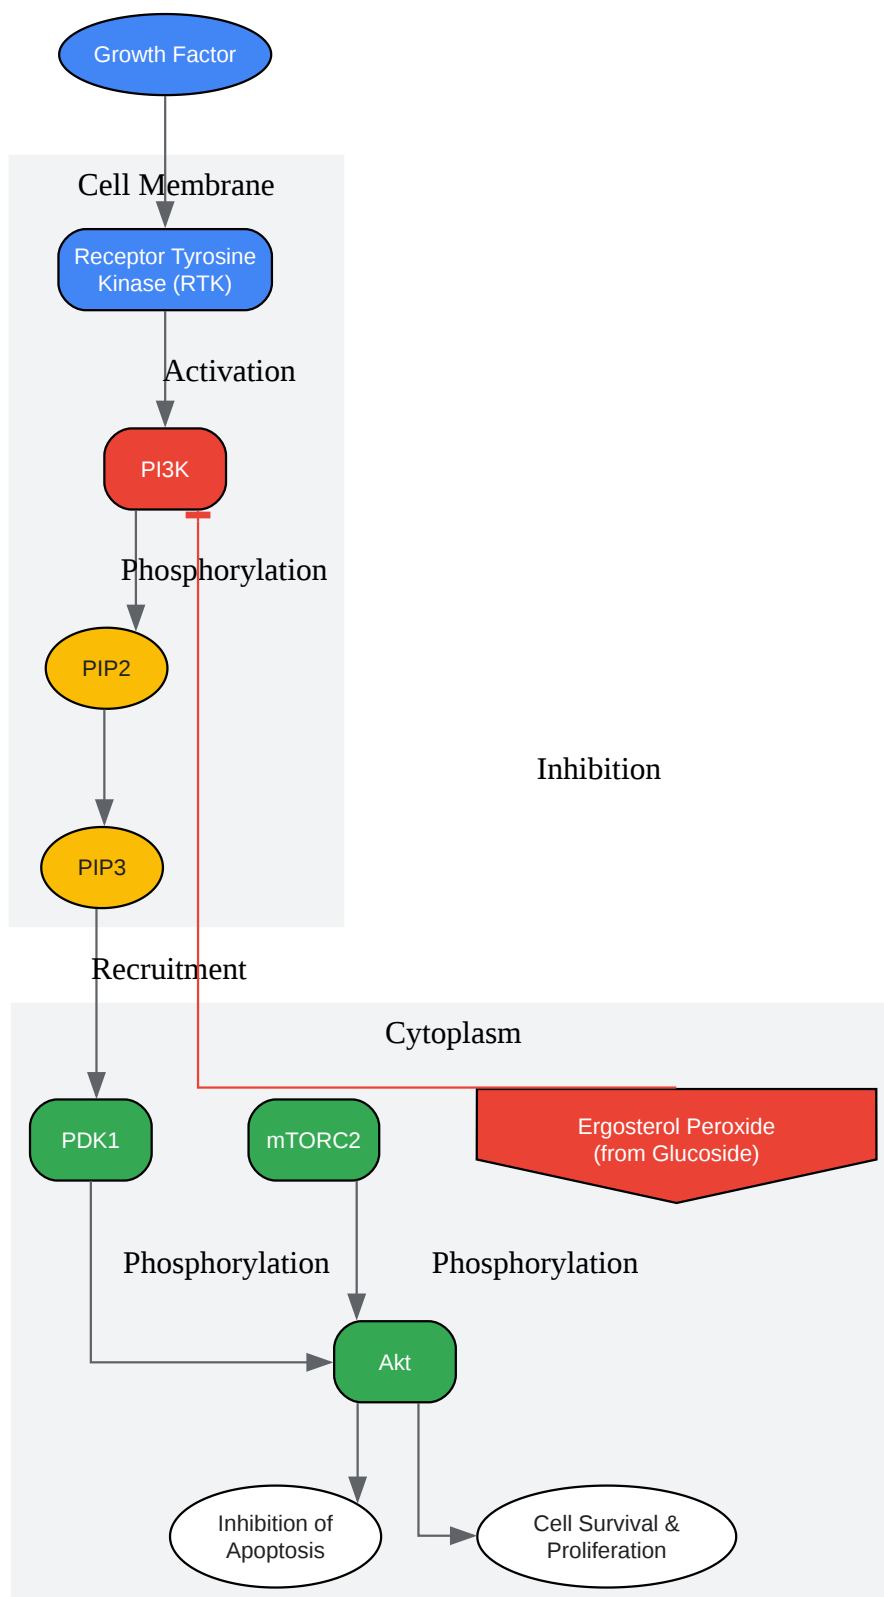 Growth Factor
Cell Membrane
Receptor Tyrosine
Kinase (RTK)
Activation
PI3K
Phosphorylation
PIP2
Inhibition
PIP3
Recruitment
Cytoplasm
PDK1
mTORC2
Ergosterol Peroxide
(from Glucoside)
Phosphorylation
Phosphorylation
Akt
Inhibition of
Apoptosis
Cell Survival &
Proliferation